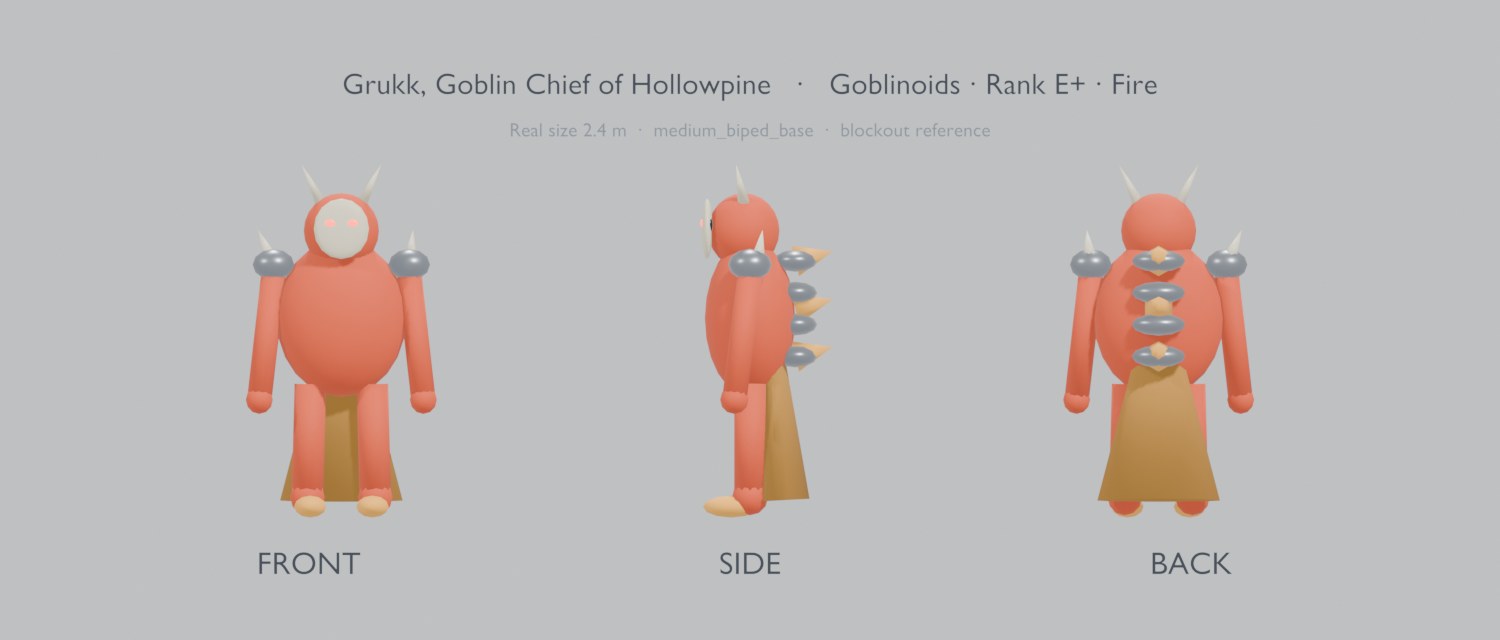 Grukk, Goblin Chief of Hollowpine · Goblinoids · Rank E+ · Fire
Real size 2.4 m · medium_biped_base · blockout reference
FRONT SIDE BACK